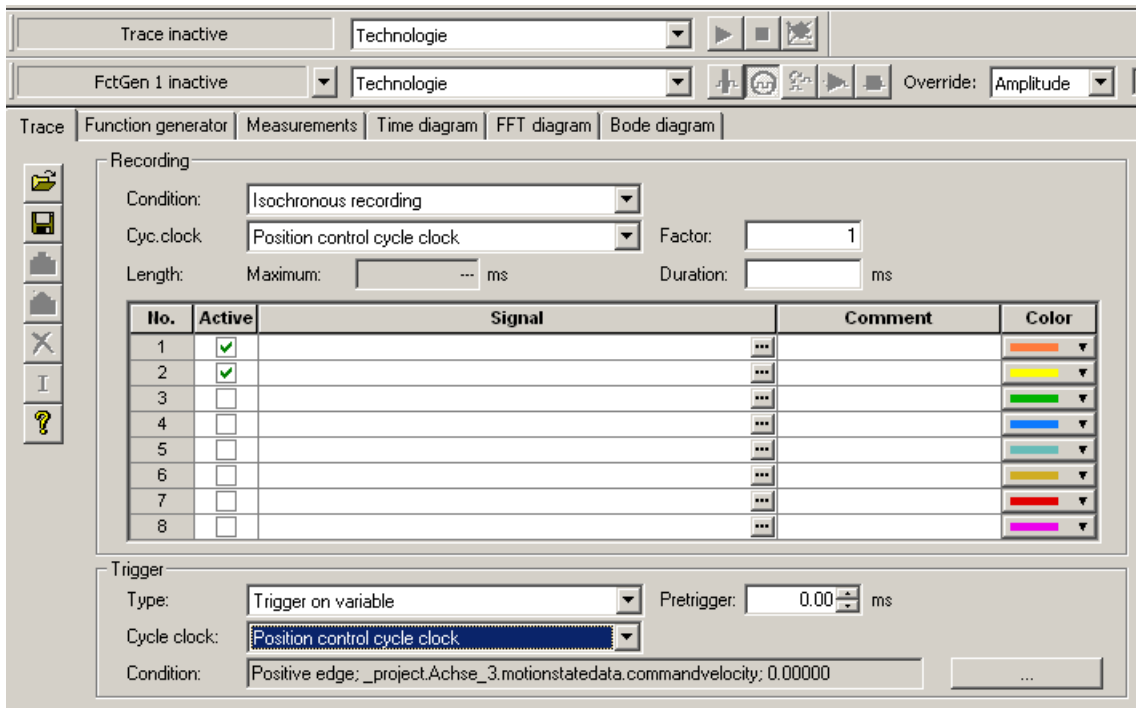 Trace inactive Technologie
FctGen 1 inactive Technologie Override: Amplitude
Trace Function generator Measurements Time diagram FFT diagram Bode diagram
Recording
Condition: Isochronous recording
Cyc.clock Position control cycle clock Factor: 1
Length: Maximum: --- ms Duration: ms
No. Active Signal Comment Color
1 ...
2 ...
3 ...
4 ...
5 ...
6 ...
7 ...
8 ...
Trigger
Type: Trigger on variable Pretrigger: 0.00 ms
Cycle clock: Position control cycle clock
Condition: Positive edge; _project.Achse_3.motionstatedata.commandvelocity; 0.00000 ...